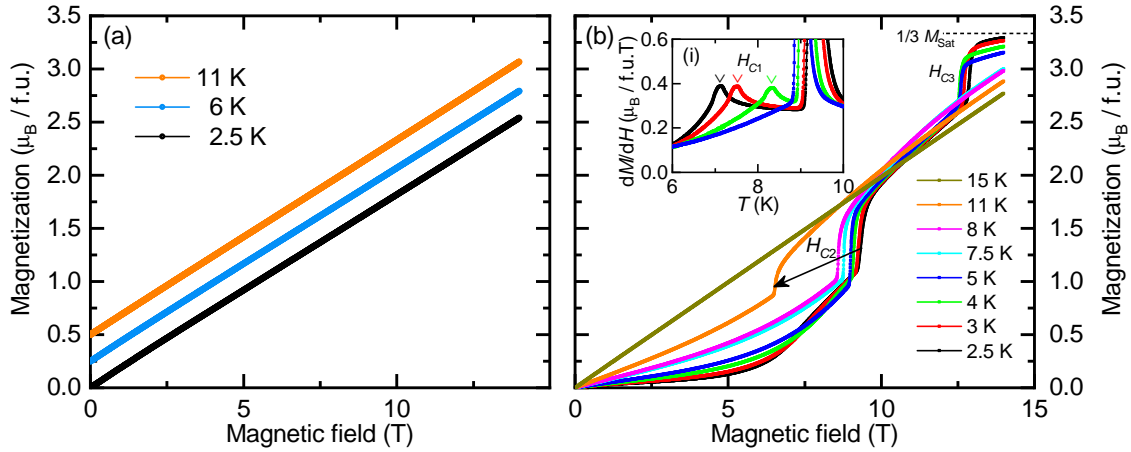 (a)
11 K
6 K
2.5 K
3.5
3.0
2.5
2.0
1.5
1.0
0.5
0.0
Magnetization (μB / f.u.)
0
5
10
Magnetic field (T)
(b)
(i)
HC1
0.6
0.4
0.2
0.0
dM/dH (μB / f.u.T)
6
8
10
T (K)
1/3 MSat
HC3
HC2
15 K
11 K
8 K
7.5 K
5 K
4 K
3 K
2.5 K
0
5
10
15
Magnetic field (T)
3.5
3.0
2.5
2.0
1.5
1.0
0.5
0.0
Magnetization (μB / f.u.)